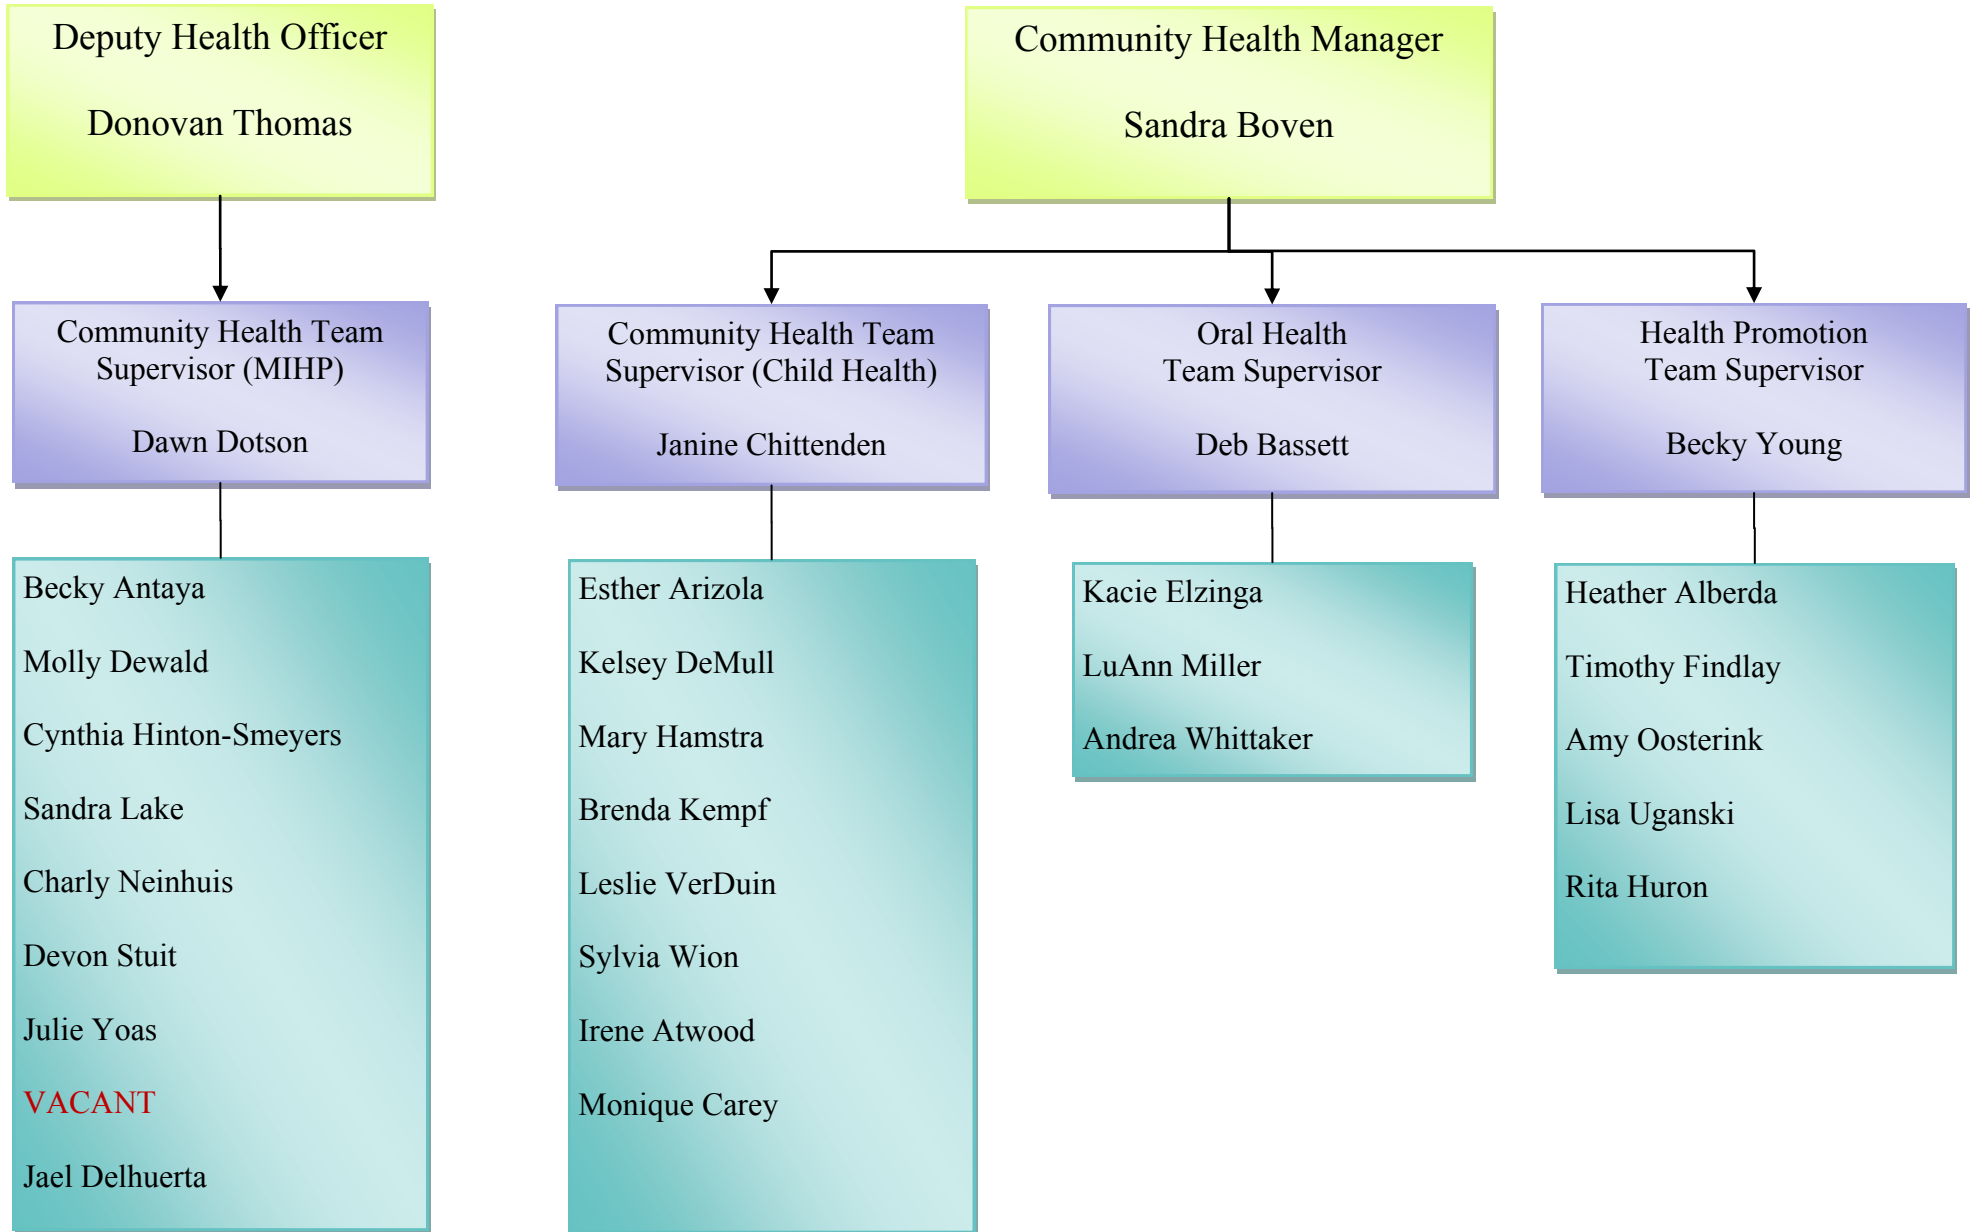 Deputy Health Officer
Donovan Thomas
Community Health Manager
Sandra Boven
Community Health Team
Supervisor (MIHP)
Dawn Dotson
Community Health Team
Supervisor (Child Health)
Janine Chittenden
Oral Health
Team Supervisor
Deb Bassett
Health Promotion
Team Supervisor
Becky Young
Becky Antaya
Molly Dewald
Cynthia Hinton-Smeyers
Sandra Lake
Charly Neinhuis
Devon Stuit
Julie Yoas
VACANT
Jael Delhuerta
Esther Arizola
Kelsey DeMull
Mary Hamstra
Brenda Kempf
Leslie VerDuin
Sylvia Wion
Irene Atwood
Monique Carey
Kacie Elzinga
LuAnn Miller
Andrea Whittaker
Heather Alberda
Timothy Findlay
Amy Oosterink
Lisa Uganski
Rita Huron